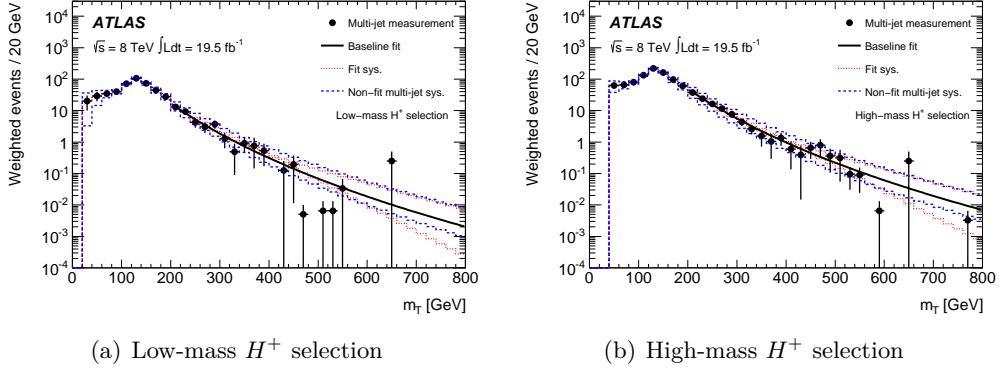 Weighted events / 20 GeV
10⁴
10³
10²
10
1
10⁻¹
10⁻²
10⁻³
10⁻⁴
ATLAS
√s = 8 TeV ∫Ldt = 19.5 fb⁻¹
Multi-jet measurement
Baseline fit
Fit sys.
Non−fit multi-jet sys.
Low−mass H⁺ selection
0 100 200 300 400 500 600 700 800
m_T [GeV]
(a) Low-mass H⁺ selection
Weighted events / 20 GeV
10⁴
10³
10²
10
1
10⁻¹
10⁻²
10⁻³
10⁻⁴
ATLAS
√s = 8 TeV ∫Ldt = 19.5 fb⁻¹
Multi-jet measurement
Baseline fit
Fit sys.
Non−fit multi-jet sys.
High−mass H⁺ selection
0 100 200 300 400 500 600 700 800
m_T [GeV]
(b) High-mass H⁺ selection